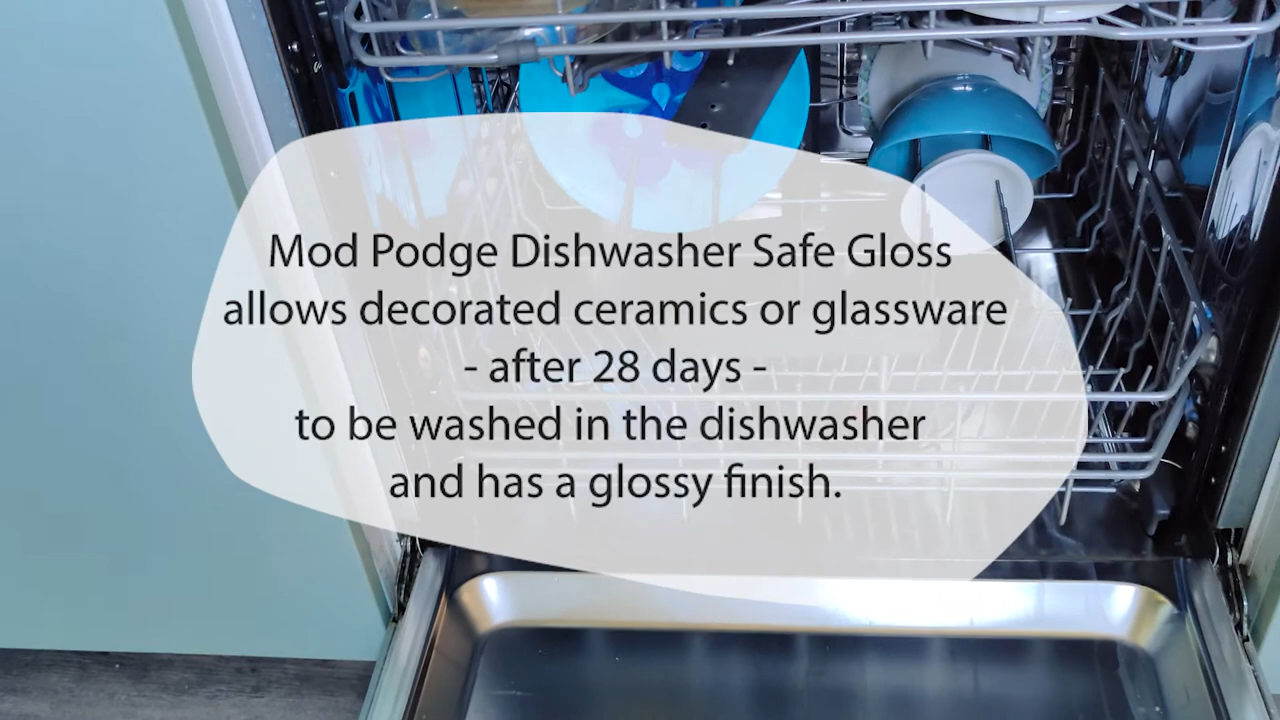 Mod Podge Dishwasher Safe Gloss
allows decorated ceramics or glassware
- after 28 days -
to be washed in the dishwasher
and has a glossy finish.